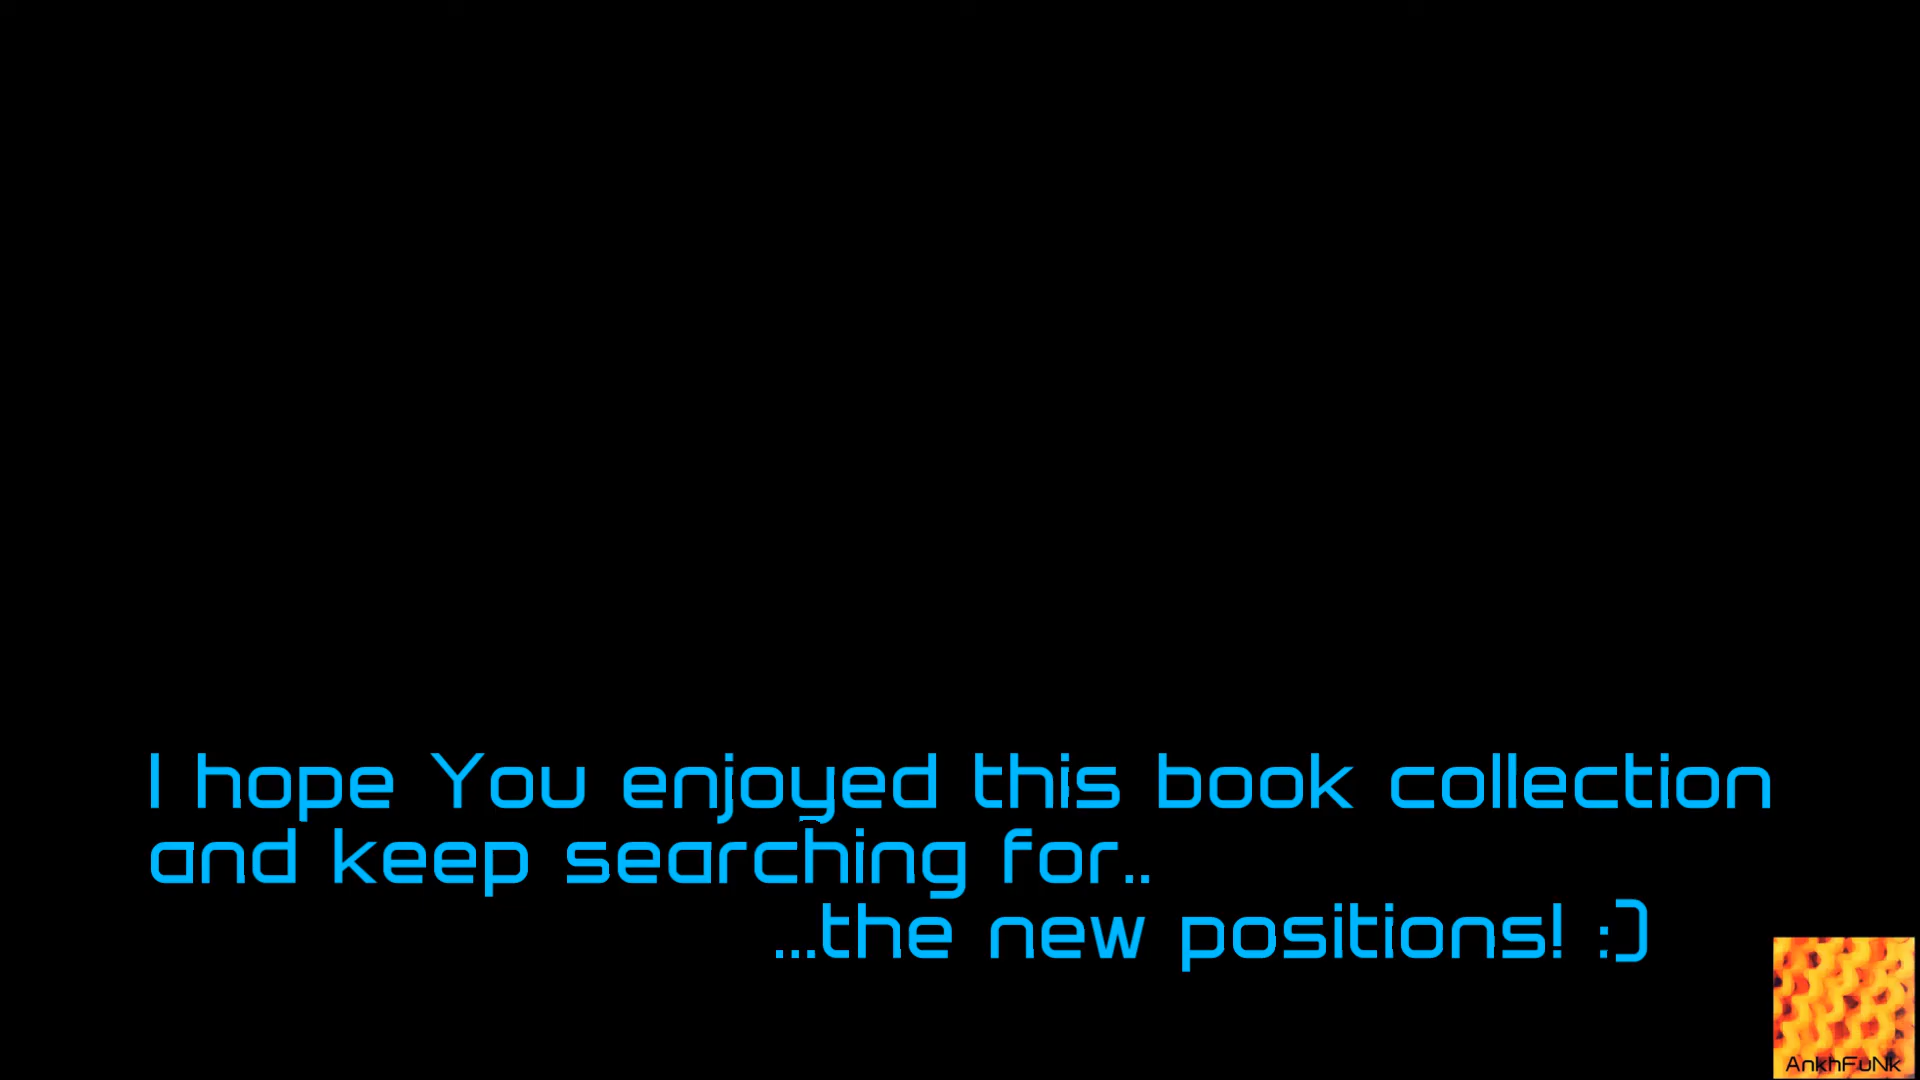 I hope You enjoyed this book collection
and keep searching for..
...the new positions! :)
AnkhFuNk